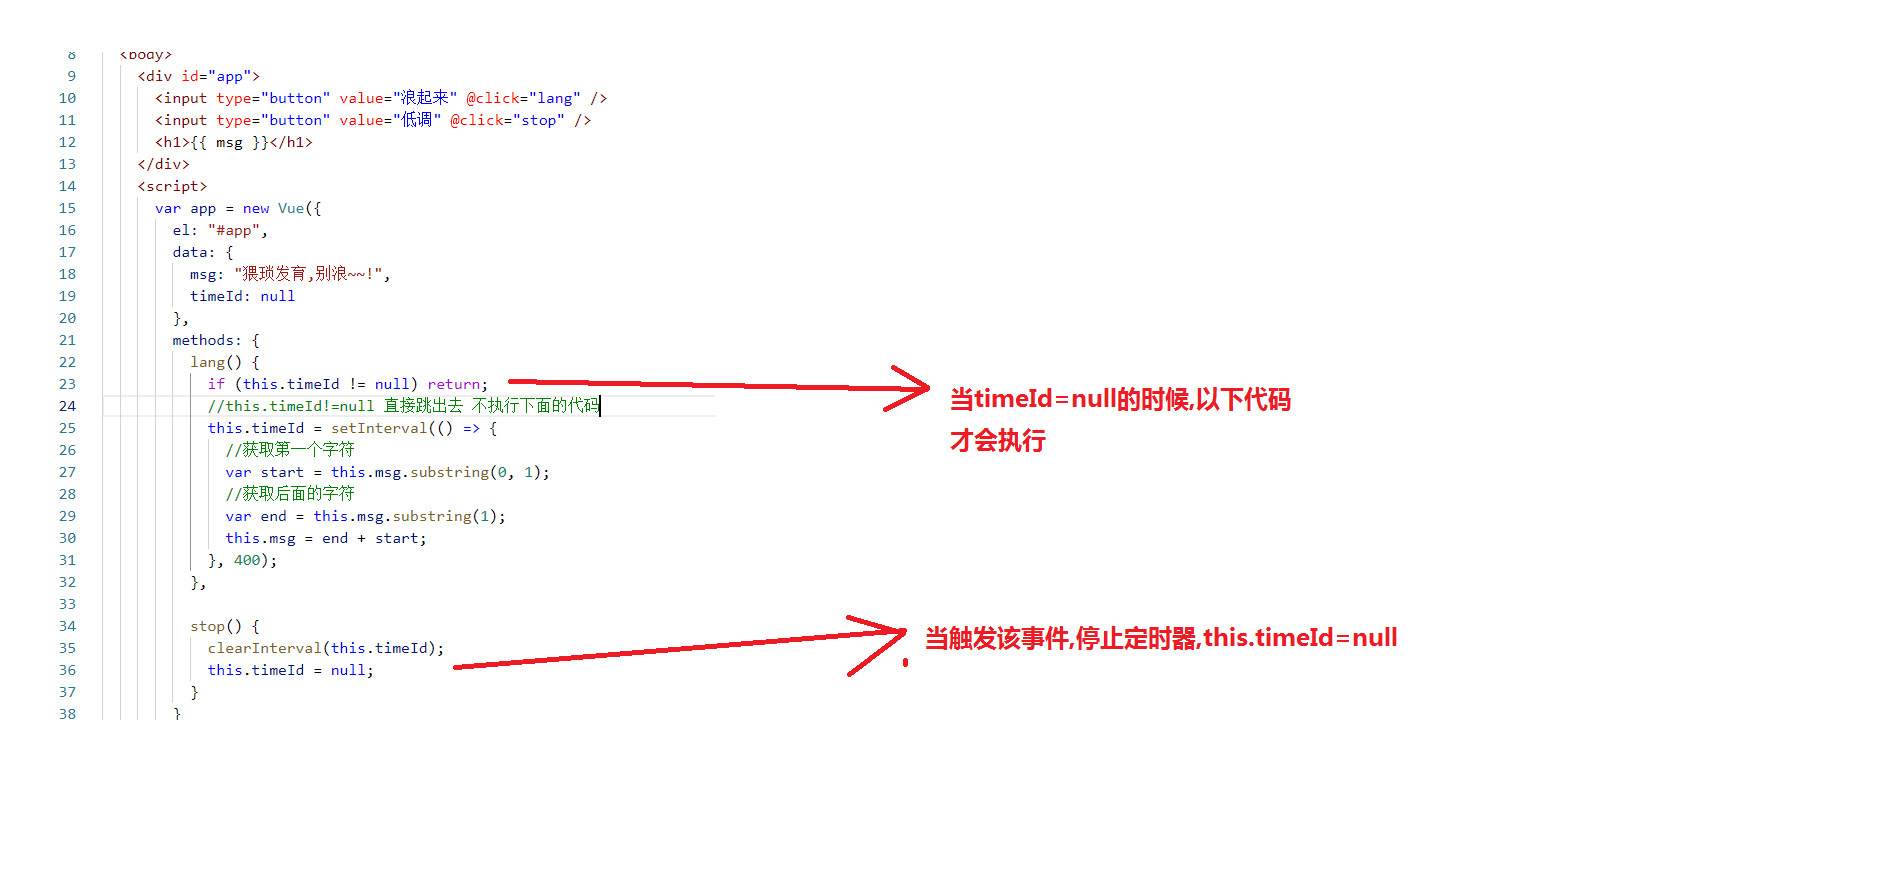 8 <body>
9 <div id="app">
10 <input type="button" value="浪起来" @click="lang" />
11 <input type="button" value="低调" @click="stop" />
12 <h1>{{ msg }}</h1>
13 </div>
14 <script>
15 var app = new Vue({
16 el: "#app",
17 data: {
18 msg: "猥琐发育,别浪~~!",
19 timeId: null
20 },
21 methods: {
22 lang() {
23 if (this.timeId != null) return;
当timeId=null的时候,以下代码
才会执行
24 //this.timeId!=null 直接跳出去 不执行下面的代码
25 this.timeId = setInterval(() => {
26 //获取第一个字符
27 var start = this.msg.substring(0, 1);
28 //获取后面的字符
29 var end = this.msg.substring(1);
30 this.msg = end + start;
31 }, 400);
32 },
33
34 stop() {
35 clearInterval(this.timeId);
当触发该事件,停止定时器,this.timeId=null
36 this.timeId = null;
37 }
38 }